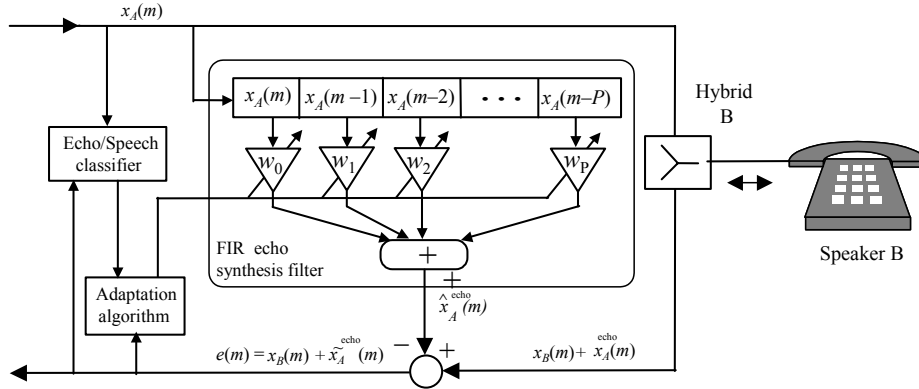 x_A(m)
x_A(m) x_A(m−1) x_A(m−2) • • • x_A(m−P)
Hybrid
B
Echo/Speech
classifier
w_0 w_1 w_2 w_P
FIR echo
synthesis filter
+
Speaker B
Adaptation
algorithm
+
x̂_A^echo(m)
e(m) = x_B(m) + x̃_A^echo(m)
− +
x_B(m) + x_A^echo(m)